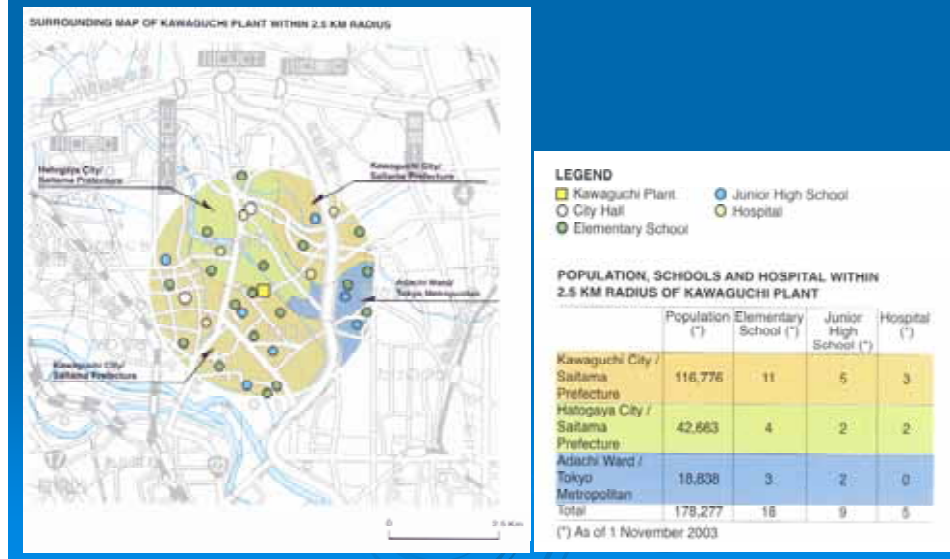 SURROUNDING MAP OF KAWAGUCHI PLANT WITHIN 2.5 KM RADIUS
Hatogaya City/
Saitama Prefecture
Kawaguchi City/
Saitama Prefecture
Adachi Ward/
Tokyo Metropolitan
Kawaguchi City/
Saitama Prefecture
0 2.5 Km
LEGEND
Kawaguchi Plant Junior High School
City Hall Hospital
Elementary School
POPULATION, SCHOOLS AND HOSPITAL WITHIN
2.5 KM RADIUS OF KAWAGUCHI PLANT
Population Elementary Junior Hospital
(*) School (*) High (*)
School (*)
Kawaguchi City /
Saitama 116,776 11 5 3
Prefecture
Hatogaya City /
Saitama 42,663 4 2 2
Prefecture
Adachi Ward /
Tokyo 18,838 3 2 0
Metropolitan
Total 178,277 18 9 5
(*) As of 1 November 2003